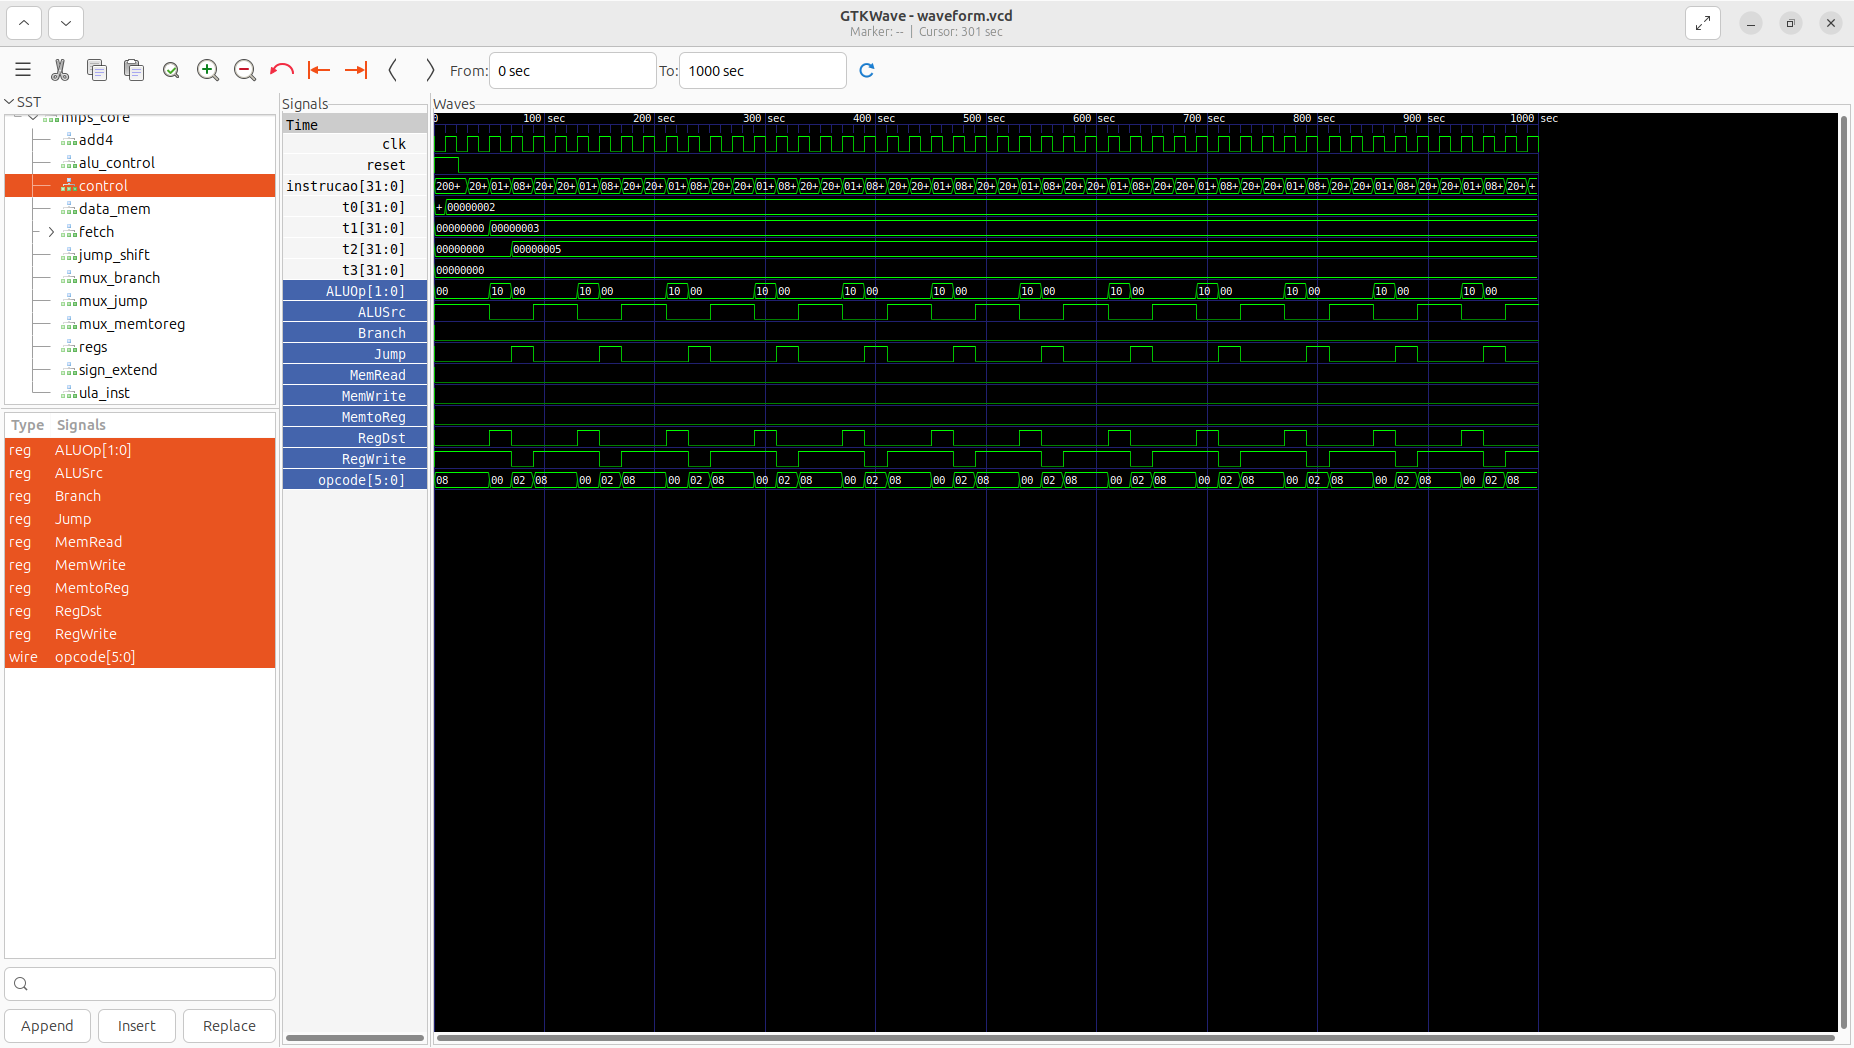 GTKWave - waveform.vcd
Marker: -- | Cursor: 301 sec
From: 0 sec To: 1000 sec
SST
mips_core
add4
alu_control
control
data_mem
fetch
jump_shift
mux_branch
mux_jump
mux_memtoreg
regs
sign_extend
ula_inst
Type Signals
reg ALUOp[1:0]
reg ALUSrc
reg Branch
reg Jump
reg MemRead
reg MemWrite
reg MemtoReg
reg RegDst
reg RegWrite
wire opcode[5:0]
Append Insert Replace
Signals
Time
clk
reset
instrucao[31:0]
t0[31:0]
t1[31:0]
t2[31:0]
t3[31:0]
ALUOp[1:0]
ALUSrc
Branch
Jump
MemRead
MemWrite
MemtoReg
RegDst
RegWrite
opcode[5:0]
Waves
0 100 sec 200 sec 300 sec 400 sec 500 sec 600 sec 700 sec 800 sec 900 sec 1000 sec
200+ 20+ 01+ 08+ 20+ 20+ 01+ 08+ 20+ 20+ 01+ 08+ 20+ 20+ 01+ 08+ 20+ 20+ 01+ 08+ 20+ 20+ 01+ 08+ 20+ 20+ 01+ 08+ 20+ 20+ 01+ 08+ 20+ 20+ 01+ 08+ 20+ 20+ 01+ 08+ 20+ 20+ 01+ 08+ 20+ 20+ 01+ 08+ 20+ +
+ 00000002
00000000 00000003
00000000 00000005
00000000
00 10 00 10 00 10 00 10 00 10 00 10 00 10 00 10 00 10 00 10 00 10 00 10 00
08 00 02 08 00 02 08 00 02 08 00 02 08 00 02 08 00 02 08 00 02 08 00 02 08 00 02 08 00 02 08 00 02 08 00 02 08